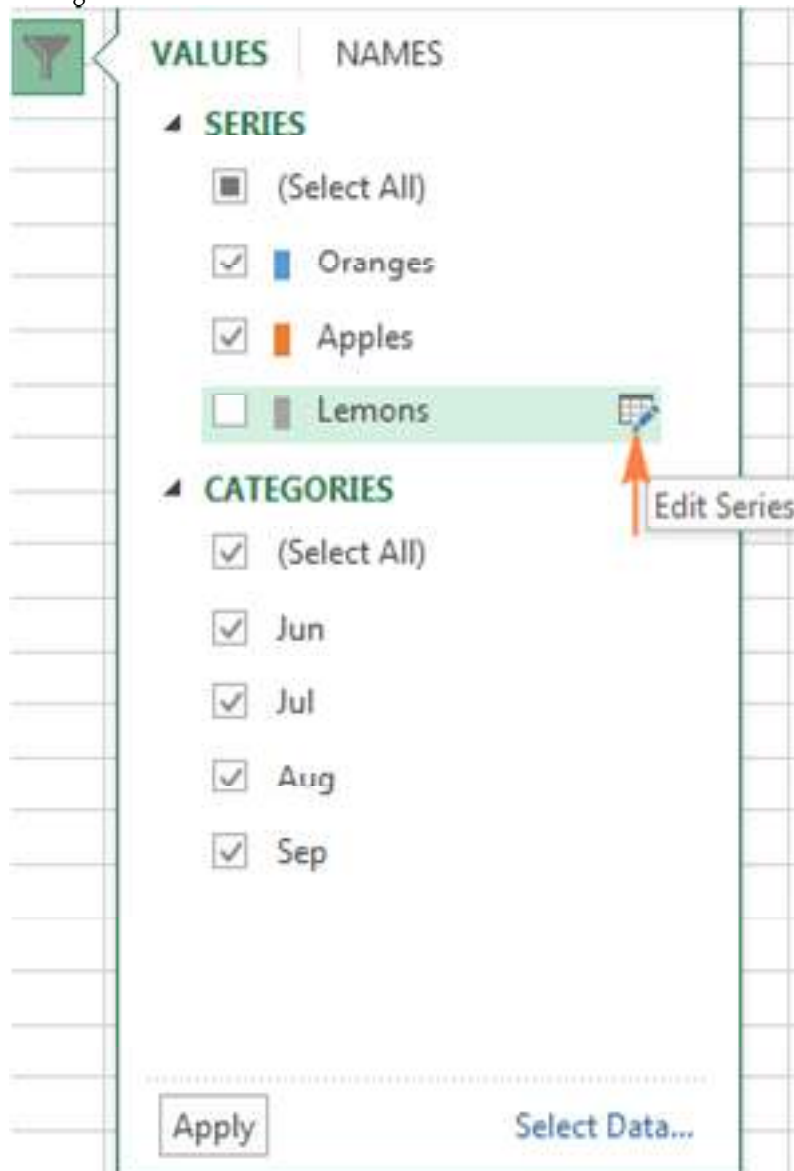 VALUES NAMES
SERIES
(Select All)
Oranges
Apples
Lemons
CATEGORIES
Edit Series
(Select All)
Jun
Jul
Aug
Sep
Apply Select Data...